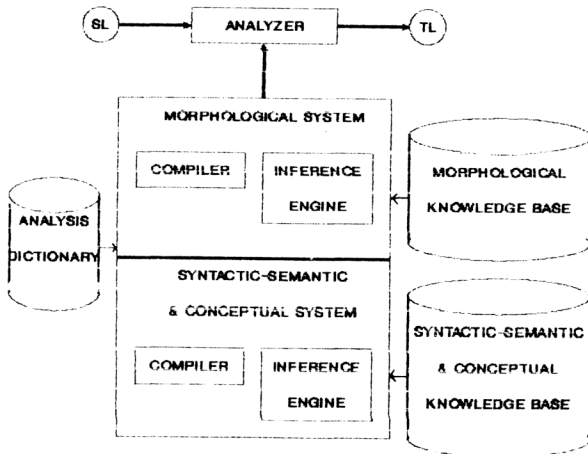 SL
ANALYZER
TL
MORPHOLOGICAL SYSTEM
COMPILER
INFERENCE
ENGINE
MORPHOLOGICAL
KNOWLEDGE BASE
ANALYSIS
DICTIONARY
SYNTACTIC-SEMANTIC
& CONCEPTUAL SYSTEM
COMPILER
INFERENCE
ENGINE
SYNTACTIC-SEMANTIC
& CONCEPTUAL
KNOWLEDGE BASE